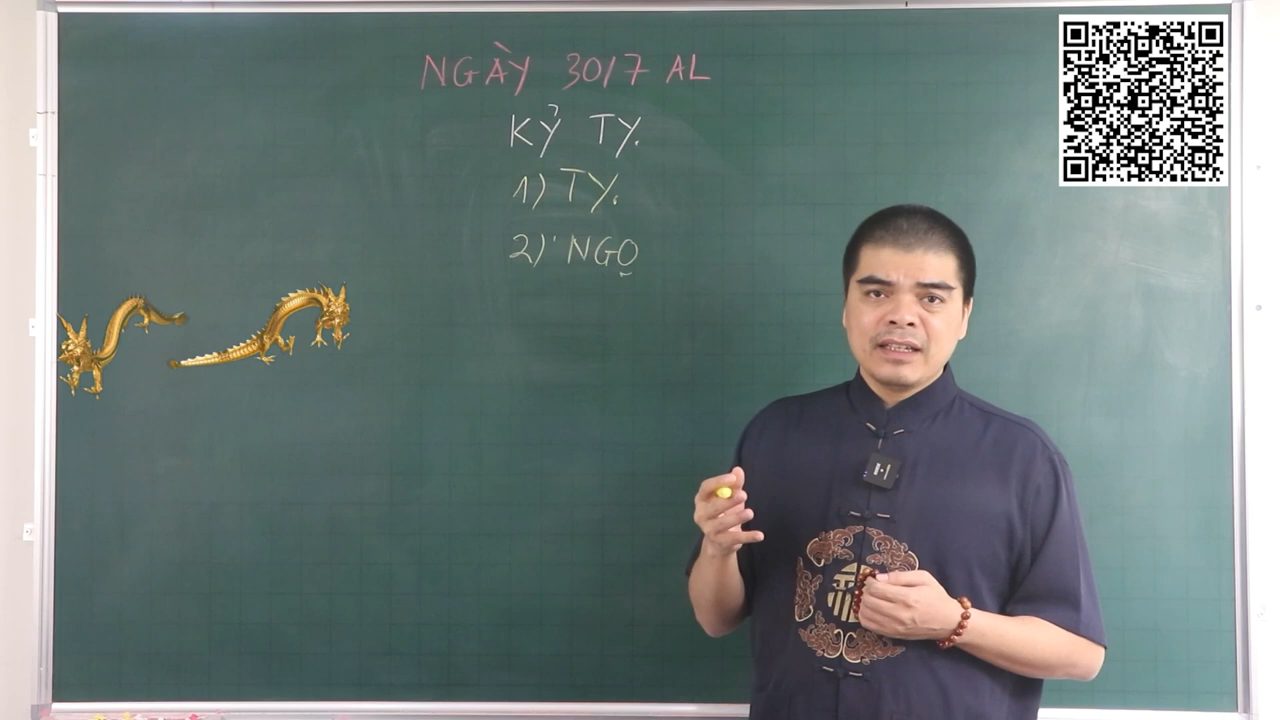 NGÀY 30/7 AL
KỶ TỴ
1) TỴ
2) NGỌ